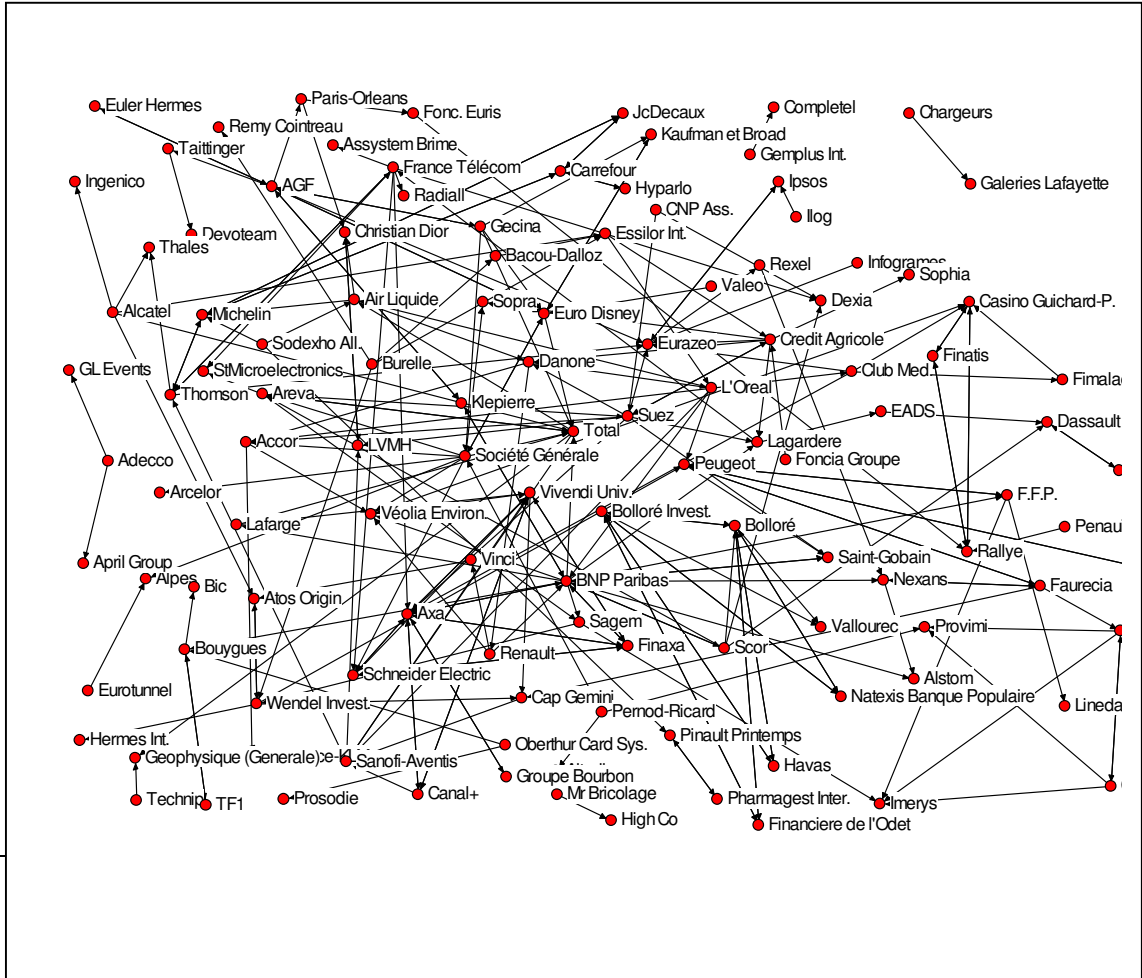 Paris-Orleans
Euler Hermes
Fonc. Euris
JcDecaux
Completel
Chargeurs
Remy Cointreau
Kaufman et Broad
Assystem Brime
Taittinger
Gemplus Int.
France Télécom
Carrefour
Ingenico
AGF
Radiall
Hyparlo
Ipsos
Galeries Lafayette
CNP Ass.
Ilog
Gecina
Christian Dior
Essilor Int.
Devoteam
Thales
Bacou-Dalloz
Rexel
Infogrames
Sophia
Valeo
Air Liquide
Sopra
Dexia
Casino Guichard-P.
Alcatel
Michelin
Euro Disney
Sodexho All.
Eurazeo
Credit Agricole
Finatis
Burelle
Danone
GL Events
StMicroelectronics
Club Med
Fimala
L'Oreal
Thomson
Areva
Klepierre
EADS
Suez
Dassault
Total
Accor
LVMH
Lagardere
Société Générale
Foncia Groupe
Adecco
Peugeot
Arcelor
Vivendi Univ.
F.F.P.
Véolia Environ.
Bolloré Invest.
Lafarge
Bolloré
Penau
Rallye
Vinci
Saint-Gobain
April Group
Alpes
BNP Paribas
Nexans
Bic
Faurecia
Atos Origin
Axa
Sagem
Vallourec
Provimi
Bouygues
Finaxa
Scor
Renault
Schneider Electric
Alstom
Eurotunnel
Cap Gemini
Natexis Banque Populaire
Wendel Invest.
Lineda
Pernod-Ricard
Hermes Int.
Pinault Printemps
Oberthur Card Sys.
Geophysique (Generale)
Sanofi-Aventis
Havas
Groupe Bourbon
Technip
TF1
Prosodie
Canal+
Mr Bricolage
Pharmagest Inter.
Imerys
High Co
Financiere de l'Odet